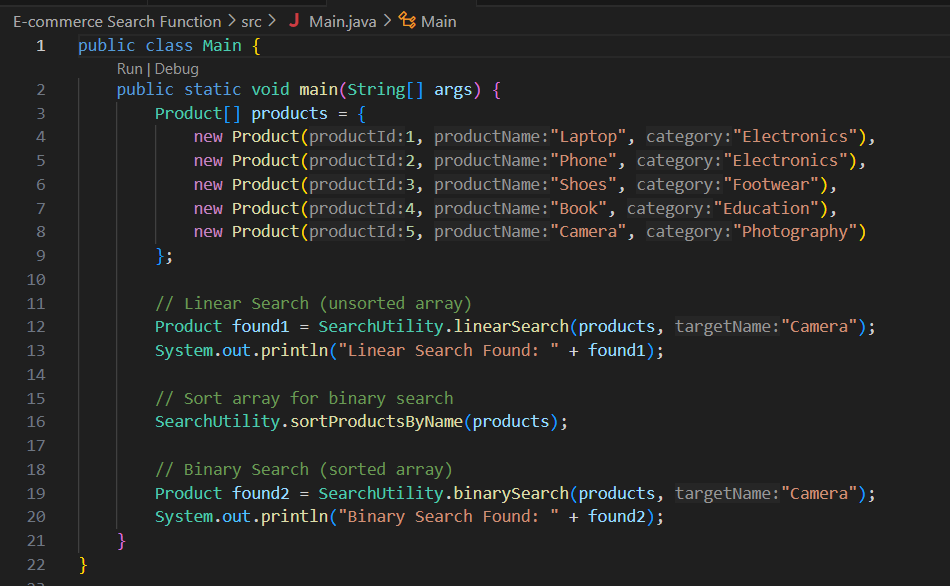 E-commerce Search Function > src > J Main.java > Main
1 public class Main {
Run | Debug
2 public static void main(String[] args) {
3 Product[] products = {
4 new Product(productId:1, productName:"Laptop", category:"Electronics"),
5 new Product(productId:2, productName:"Phone", category:"Electronics"),
6 new Product(productId:3, productName:"Shoes", category:"Footwear"),
7 new Product(productId:4, productName:"Book", category:"Education"),
8 new Product(productId:5, productName:"Camera", category:"Photography")
9 };
10
11 // Linear Search (unsorted array)
12 Product found1 = SearchUtility.linearSearch(products, targetName:"Camera");
13 System.out.println("Linear Search Found: " + found1);
14
15 // Sort array for binary search
16 SearchUtility.sortProductsByName(products);
17
18 // Binary Search (sorted array)
19 Product found2 = SearchUtility.binarySearch(products, targetName:"Camera");
20 System.out.println("Binary Search Found: " + found2);
21 }
22 }